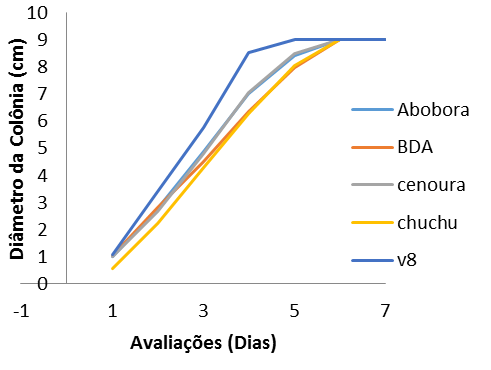 Diâmetro da Colônia (cm)
10
9
8
7
6
5
4
3
2
1
0
-1
1
3
5
7
Avaliações (Dias)
Abobora
BDA
cenoura
chuchu
v8